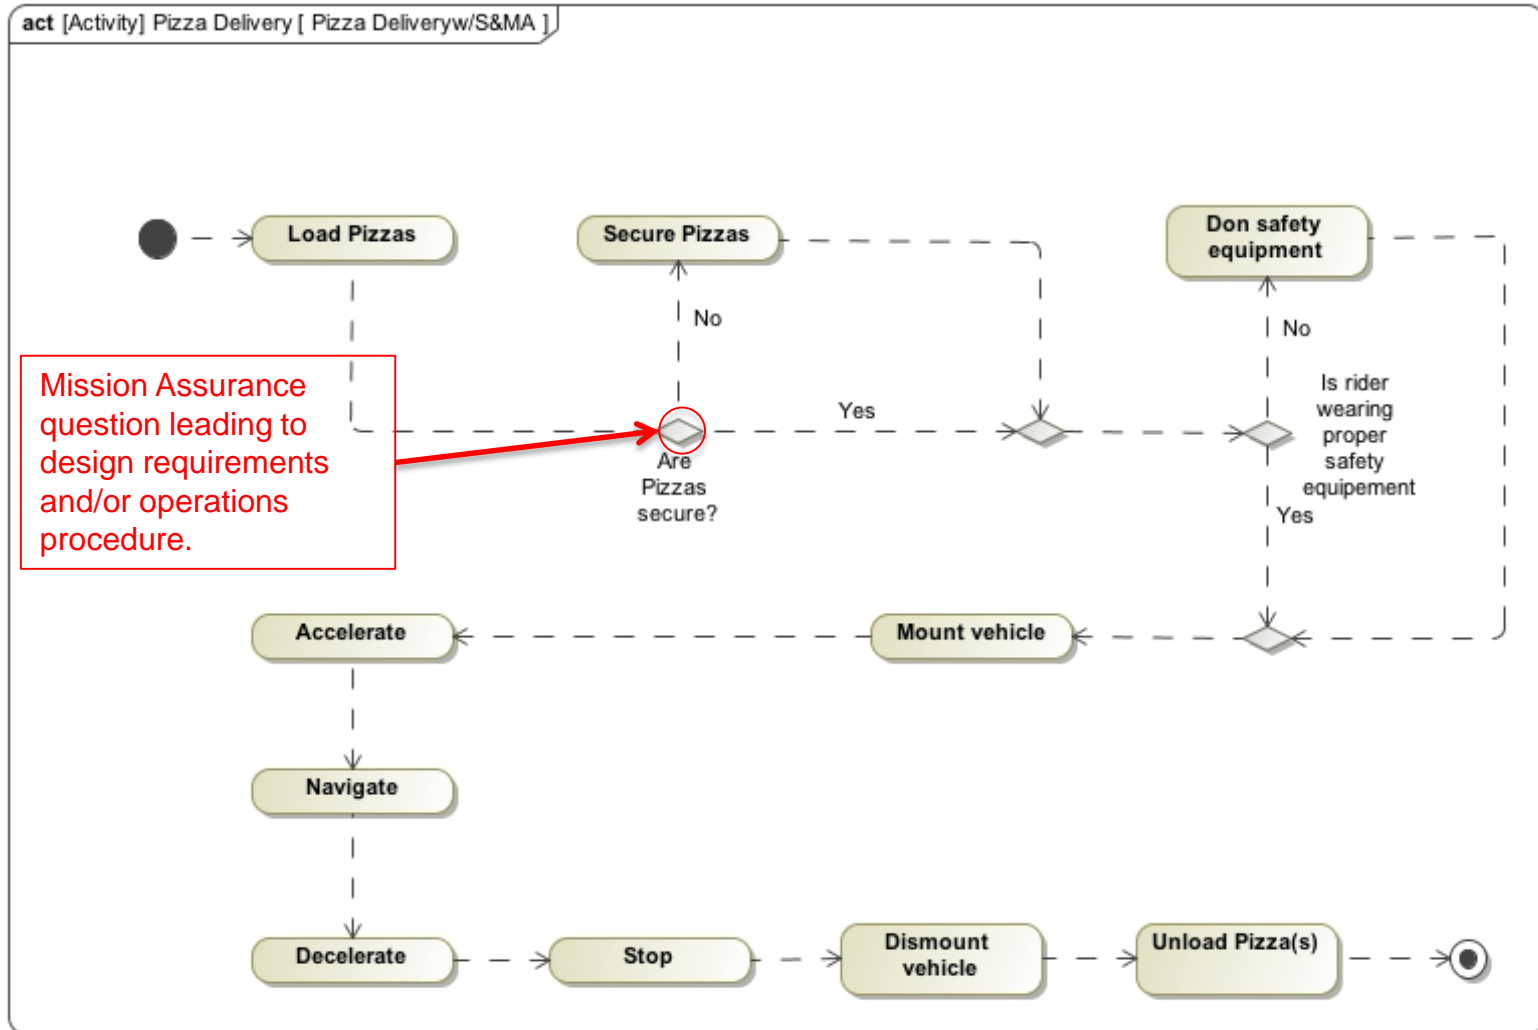 act [Activity] Pizza Delivery [ Pizza Deliveryw/S&MA ]
Load Pizzas
Secure Pizzas
Don safety
equipment
No
No
Mission Assurance
question leading to
design requirements
and/or operations
procedure.
Yes
Are
Pizzas
secure?
Is rider
wearing
proper
safety
equipement
Yes
Accelerate
Mount vehicle
Navigate
Decelerate
Stop
Dismount
vehicle
Unload Pizza(s)